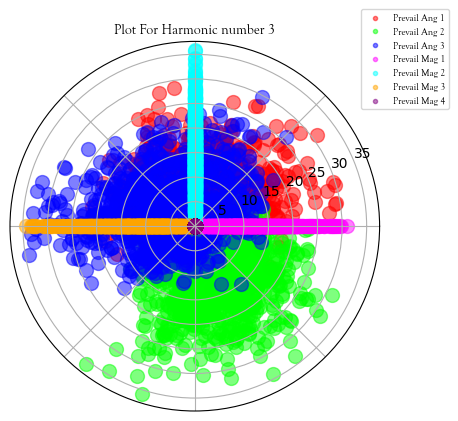 Plot For Harmonic number 3
Prevail Ang 1
Prevail Ang 2
Prevail Ang 3
Prevail Mag 1
Prevail Mag 2
Prevail Mag 3
Prevail Mag 4
35
30
25
20
15
10
5